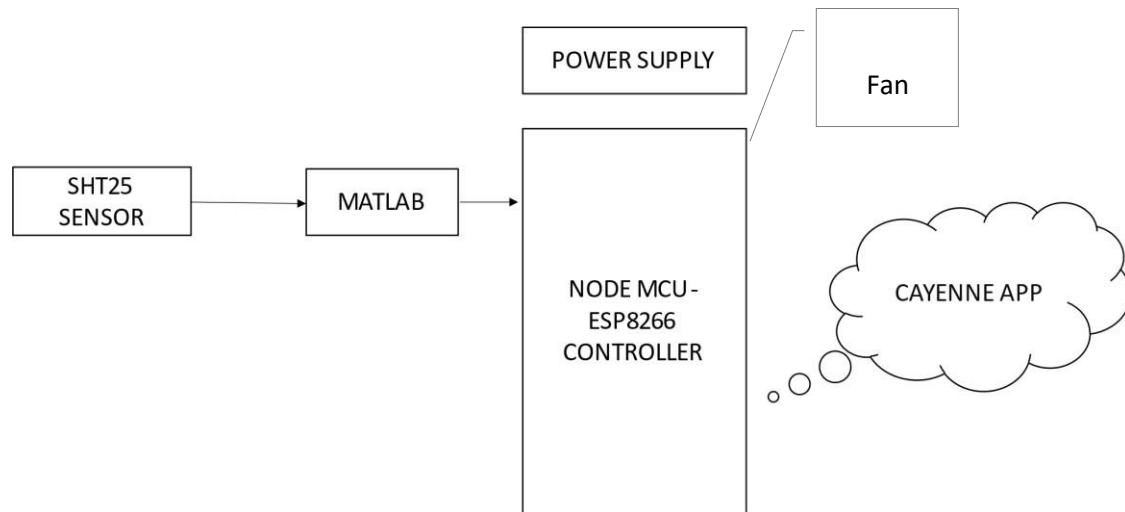 POWER SUPPLY
Fan
SHT25
SENSOR
MATLAB
NODE MCU-
ESP8266
CONTROLLER
CAYENNE APP